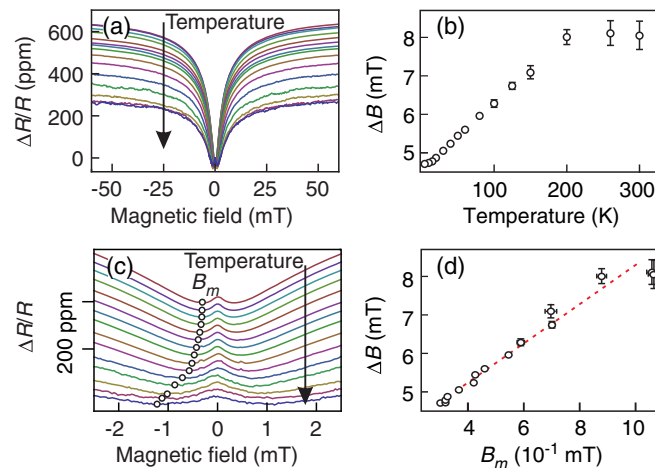 (a)
Temperature
600
400
200
0
ΔR/R (ppm)
-50
-25
0
25
50
Magnetic field (mT)
(b)
8
7
6
5
ΔB (mT)
100
200
300
Temperature (K)
(c)
Temperature
B_m
200 ppm
ΔR/R
-2
-1
0
1
2
Magnetic field (mT)
(d)
8
7
6
5
ΔB (mT)
4
6
8
10
B_m (10⁻¹ mT)